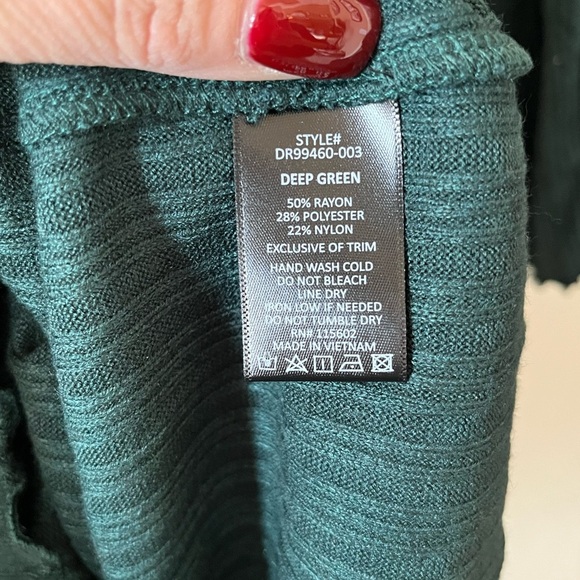 STYLE#
DR99460-003
DEEP GREEN
50% RAYON
28% POLYESTER
22% NYLON
EXCLUSIVE OF TRIM
HAND WASH COLD
DO NOT BLEACH
LINE DRY
IRON LOW IF NEEDED
DO NOT TUMBLE DRY
RN# 115602
MADE IN VIETNAM